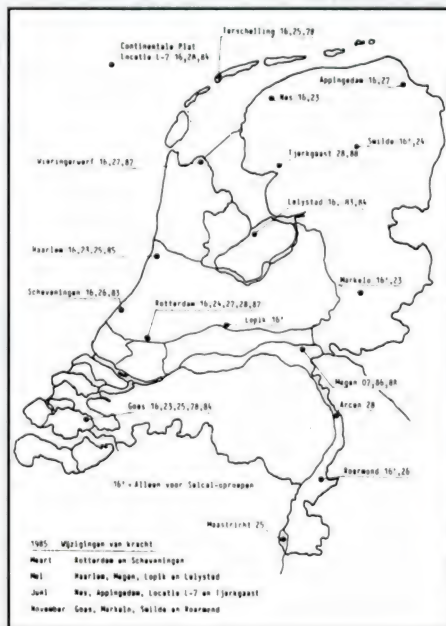 Terschelling 16,25,78
Continentale Plat
Locatie L-7 16,28,84
Appingedam 16,27
Nes 16,23
Smilde 16',24
Tjerkgaast 28,88
Wieringerwerf 16,27,87
Lelystad 16, 83,84
Haarlem 16,23,25,85
Markelo 16',23
Scheveningen 16,26,83
Rotterdam 16,24,27,28,87
Lopik 16'
Megen 07,86,88
Arcen 28
Goes 16,23,25,78,84
Roermond 16',26
16' = Alleen voor Selcal-oproepen
Maastricht 25
1985 Wijzigingen van kracht
Maart Rotterdam en Scheveningen
Mei Haarlem, Megen, Lopik en Lelystad
Juni Nes, Appingedam, Locatie L-7 en Tjerkgaast
November Goes, Markelo, Smilde en Roermond